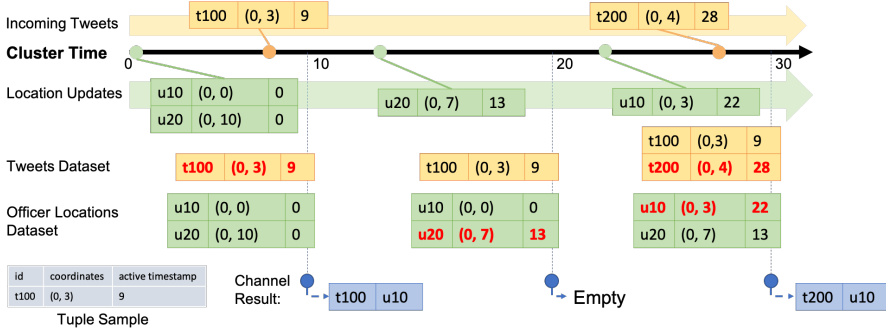 Incoming Tweets
t100 (0, 3) 9
t200 (0, 4) 28
Cluster Time
0 10 20 30
Location Updates
u10 (0, 0) 0
u20 (0, 10) 0
u20 (0, 7) 13
u10 (0, 3) 22
Tweets Dataset
t100 (0, 3) 9
t100 (0, 3) 9
t100 (0,3) 9
t200 (0, 4) 28
Officer Locations
Dataset
u10 (0, 0) 0
u20 (0, 10) 0
u10 (0, 0) 0
u20 (0, 7) 13
u10 (0, 3) 22
u20 (0, 7) 13
id coordinates active timestamp
t100 (0, 3) 9
Tuple Sample
Channel
Result:
t100 u10
Empty
t200 u10